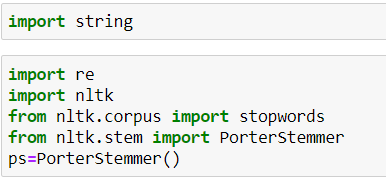 import string
import re
import nltk
from nltk.corpus import stopwords
from nltk.stem import PorterStemmer
ps=PorterStemmer()